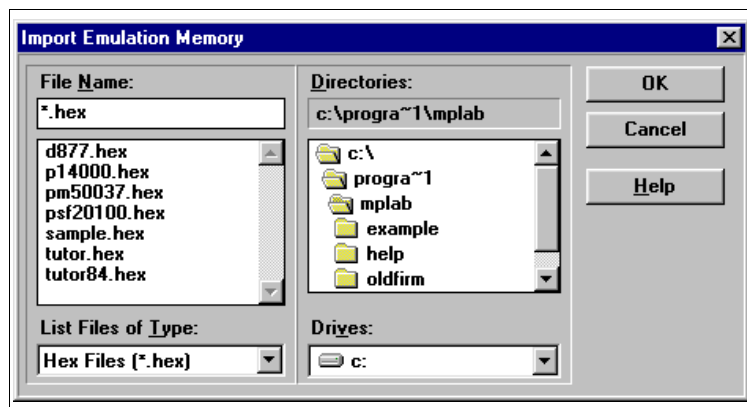 Import Emulation Memory
File Name:
*.hex
d877.hex
p14000.hex
pm50037.hex
psf20100.hex
sample.hex
tutor.hex
tutor84.hex
List Files of Type:
Hex Files (*.hex)
Directories:
c:\progra~1\mplab
c:\
progra~1
mplab
example
help
oldfirm
Drives:
c:
OK
Cancel
Help